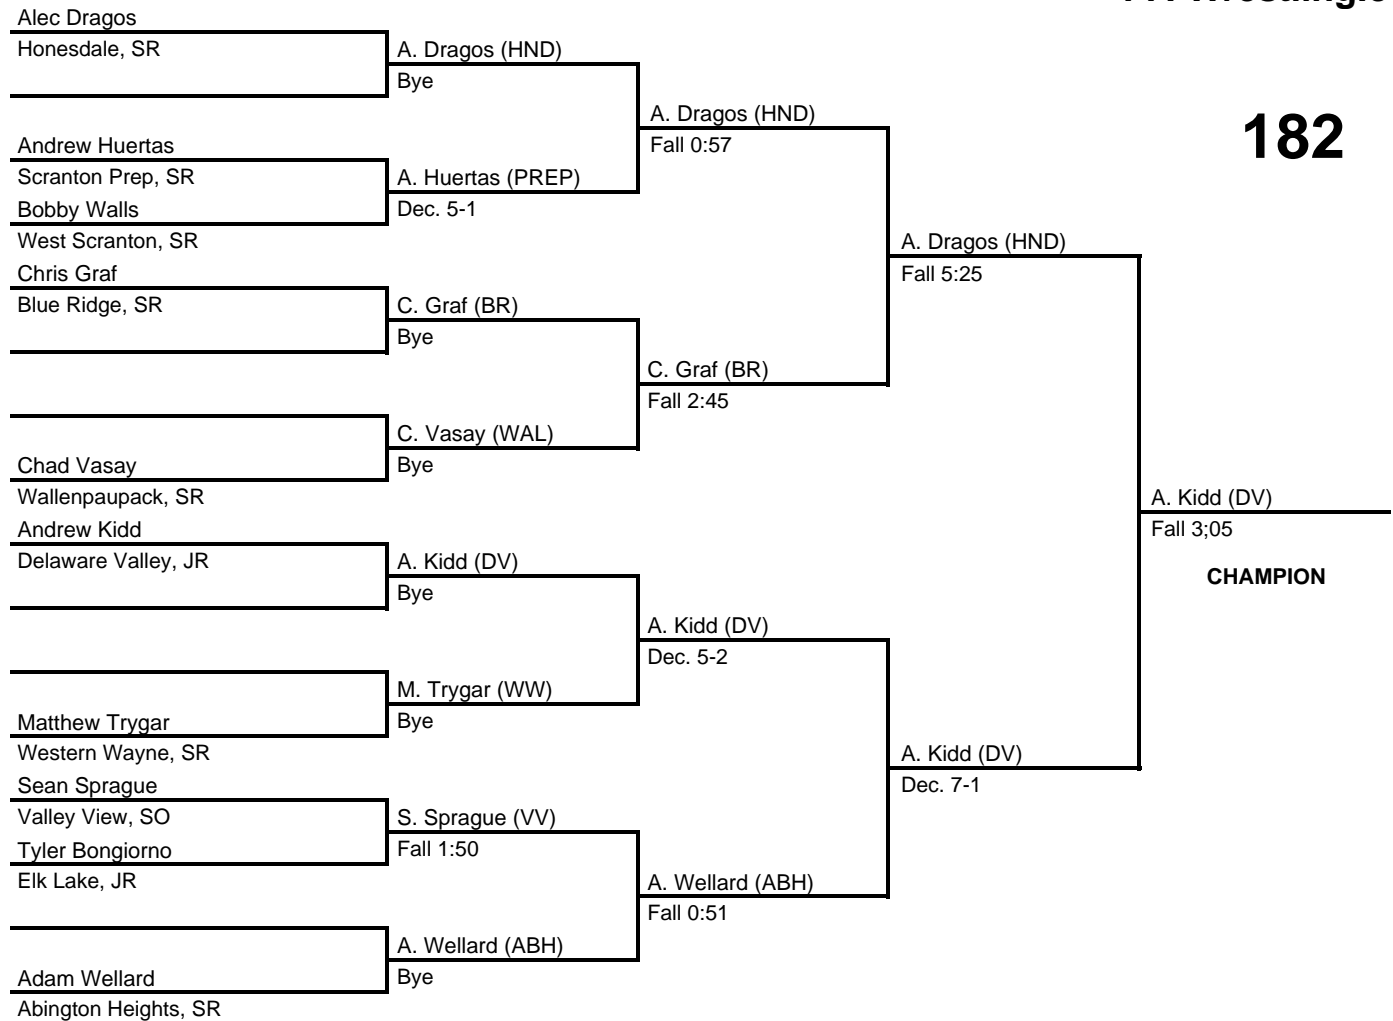 Alec Dragos
Honesdale, SR
A. Dragos (HND)
Bye
A. Dragos (HND)
Fall 0:57
182
Andrew Huertas
Scranton Prep, SR
A. Huertas (PREP)
Bobby Walls
Dec. 5-1
West Scranton, SR
A. Dragos (HND)
Fall 5:25
Chris Graf
Blue Ridge, SR
C. Graf (BR)
Bye
C. Graf (BR)
Fall 2:45
C. Vasay (WAL)
Chad Vasay
Bye
Wallenpaupack, SR
A. Kidd (DV)
Fall 3;05
CHAMPION
Andrew Kidd
Delaware Valley, JR
A. Kidd (DV)
Bye
A. Kidd (DV)
Dec. 5-2
M. Trygar (WW)
Matthew Trygar
Bye
Western Wayne, SR
A. Kidd (DV)
Dec. 7-1
Sean Sprague
Valley View, SO
S. Sprague (VV)
Tyler Bongiorno
Fall 1:50
Elk Lake, JR
A. Wellard (ABH)
Fall 0:51
A. Wellard (ABH)
Adam Wellard
Bye
Abington Heights, SR